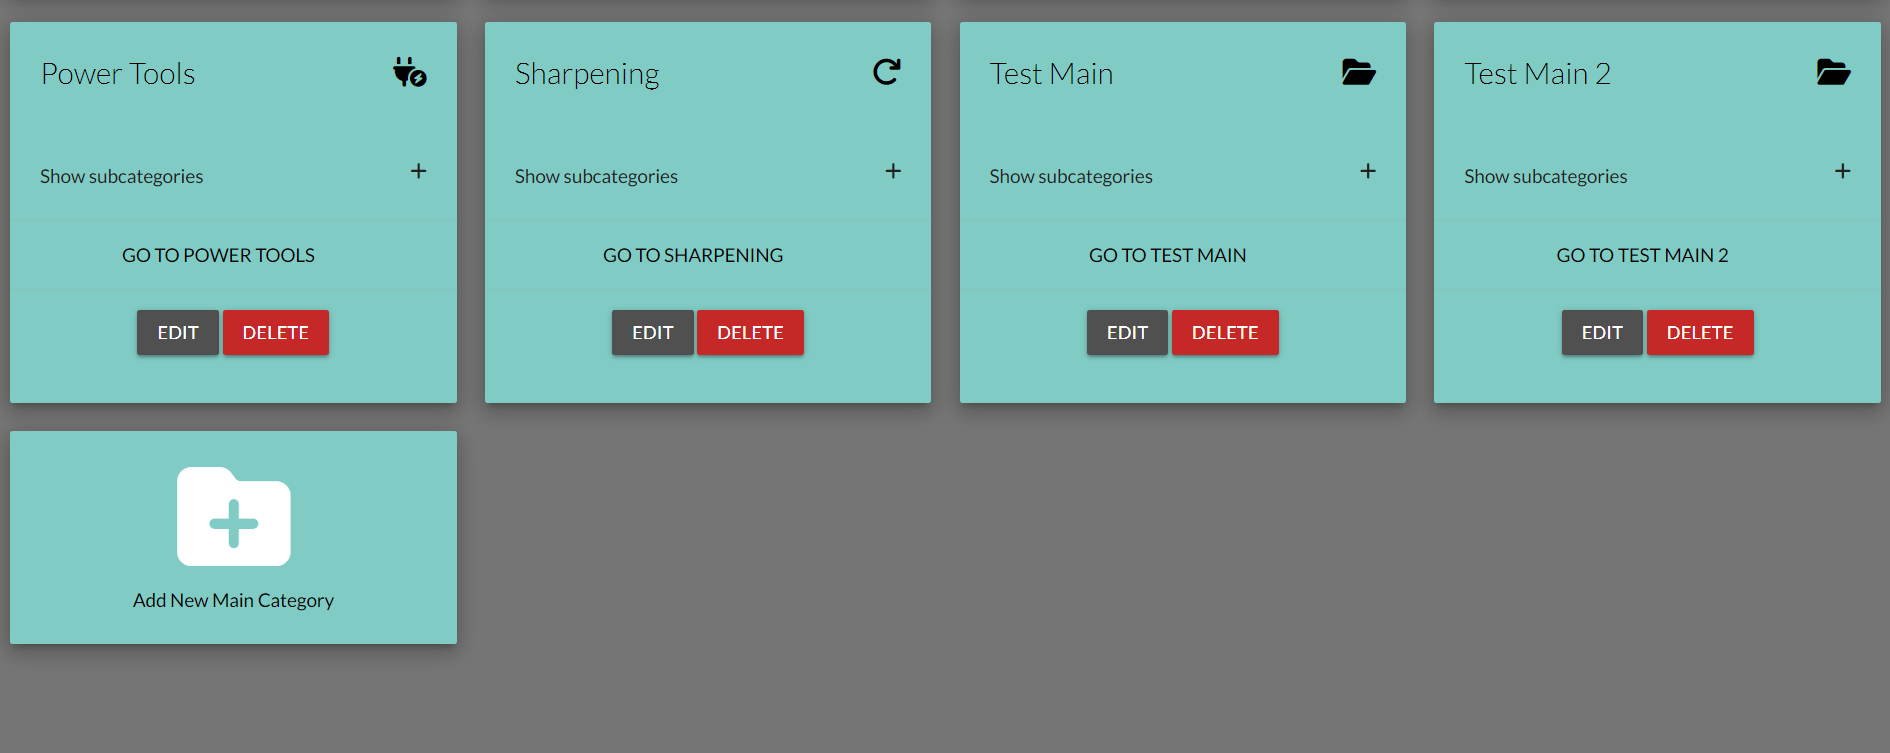 Power Tools
Show subcategories +
GO TO POWER TOOLS
EDIT DELETE
Sharpening
Show subcategories +
GO TO SHARPENING
EDIT DELETE
Test Main
Show subcategories +
GO TO TEST MAIN
EDIT DELETE
Test Main 2
Show subcategories +
GO TO TEST MAIN 2
EDIT DELETE
Add New Main Category